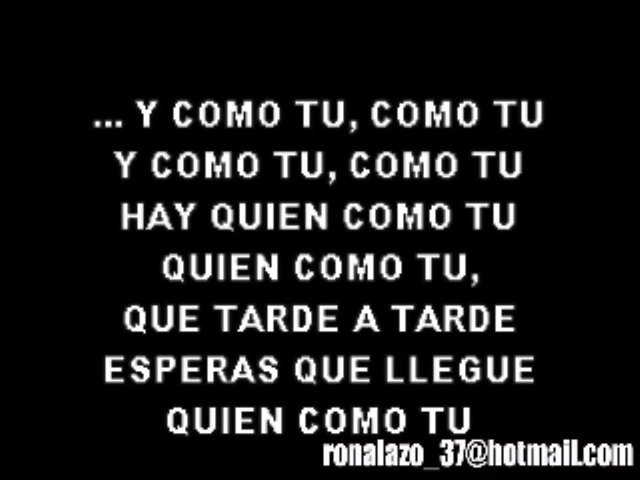 ... Y COMO TU, COMO TU
Y COMO TU, COMO TU
HAY QUIEN COMO TU
QUIEN COMO TU,
QUE TARDE A TARDE
ESPERAS QUE LLEGUE
QUIEN COMO TU
ronalazo_37@hotmail.com